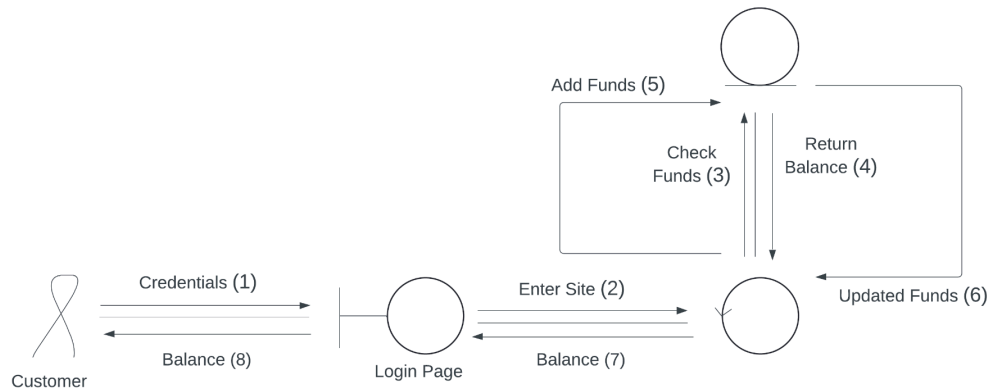 Add Funds (5)
Check
Funds (3)
Return
Balance (4)
Credentials (1)
Enter Site (2)
Updated Funds (6)
Balance (8)
Balance (7)
Login Page
Customer